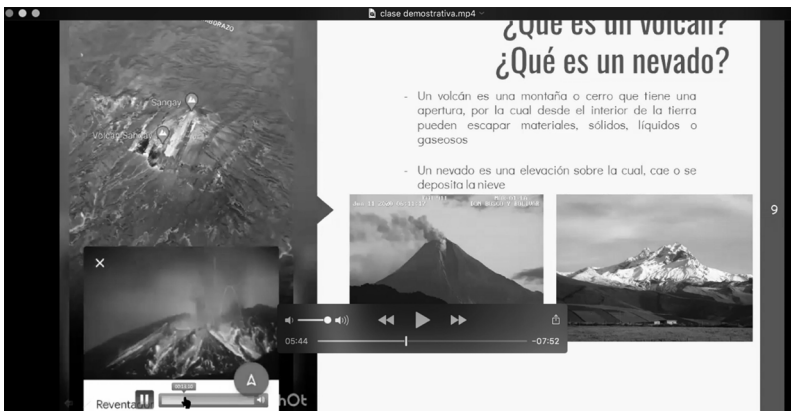 clase demostrativa.mp4
¿Qué es un volcán?
¿Qué es un nevado?
- Un volcán es una montaña o cerro que tiene una
apertura, por la cual desde el interior de la tierra
pueden escapar materiales, sólidos, líquidos o
gaseosos
- Un nevado es una elevación sobre la cual, cae o se
deposita la nieve
9
Sangay
Volcán Sangay
05:44
-07:52
00:13:10